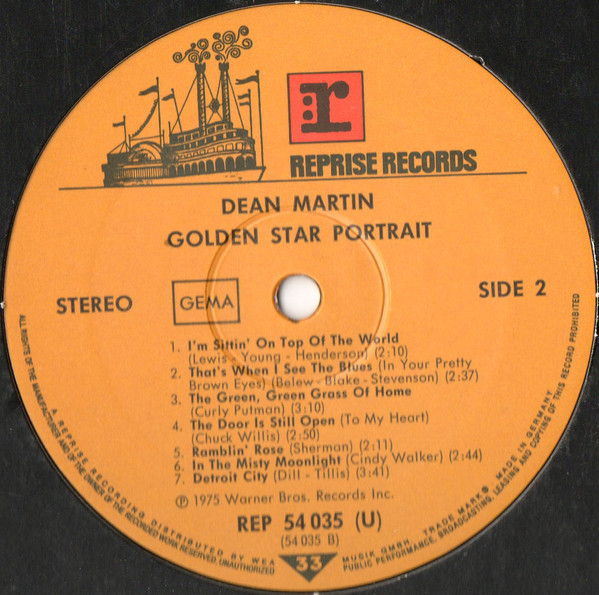 r
REPRISE RECORDS
DEAN MARTIN
GOLDEN STAR PORTRAIT
STEREO
GEMA
SIDE 2
1. I'm Sittin' On Top Of The World
(Lewis - Young - Henderson) (2:10)
2. That's When I See The Blues (In Your Pretty
Brown Eyes) (Belew - Blake - Stevenson) (2:37)
3. The Green, Green Grass Of Home
(Curly Putman) (3:10)
4. The Door Is Still Open (To My Heart)
(Chuck Willis) (2:50)
5. Ramblin' Rose (Sherman) (2:11)
6. In The Misty Moonlight (Cindy Walker) (2:44)
7. Detroit City (Dill - Tillis) (3:41)
℗ 1975 Warner Bros. Records Inc.
REP 54 035 (U)
(54 035 B)
33
A REPRISE RECORDING DISTRIBUTED BY WEA MUSIK GMBH. TRADE MARK ® MADE IN GERMANY
ALL RIGHTS OF THE MANUFACTURER AND OF THE OWNER OF THE RECORDED WORK RESERVED, UNAUTHORIZED PUBLIC PERFORMANCE, BROADCASTING, LEASING AND COPYING OF THIS RECORD PROHIBITED